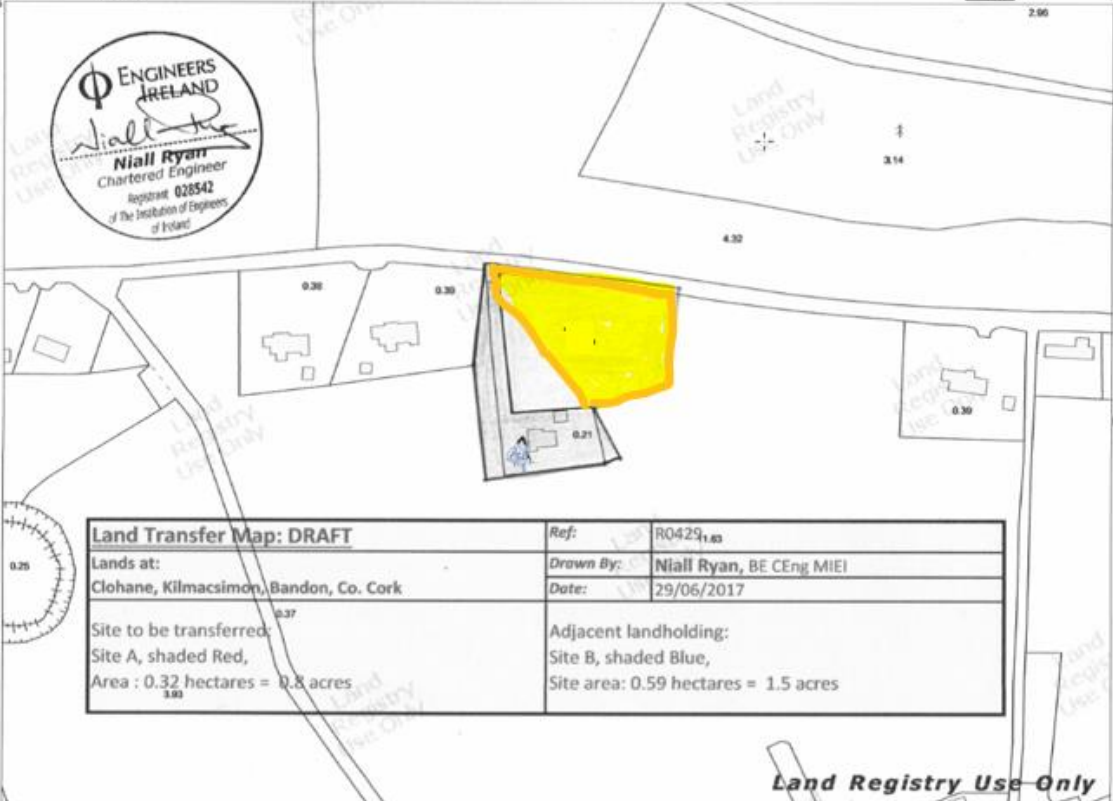 2.96
ENGINEERS
IRELAND
Niall Ryan
Chartered Engineer
Registrant 028542
of The Institution of Engineers
of Ireland
Land
Registry
Use Only
3.14
4.32
0.38
0.39
0.21
0.39
0.25
Land Transfer Map: DRAFT
Ref: R0429
1.63
Lands at:
Clohane, Kilmacsimon, Bandon, Co. Cork
Drawn By: Niall Ryan, BE CEng MIEI
Date: 29/06/2017
0.37
Site to be transferred:
Site A, shaded Red,
Area : 0.32 hectares = 0.8 acres
3.93
Adjacent landholding:
Site B, shaded Blue,
Site area: 0.59 hectares = 1.5 acres
Land Registry Use Only